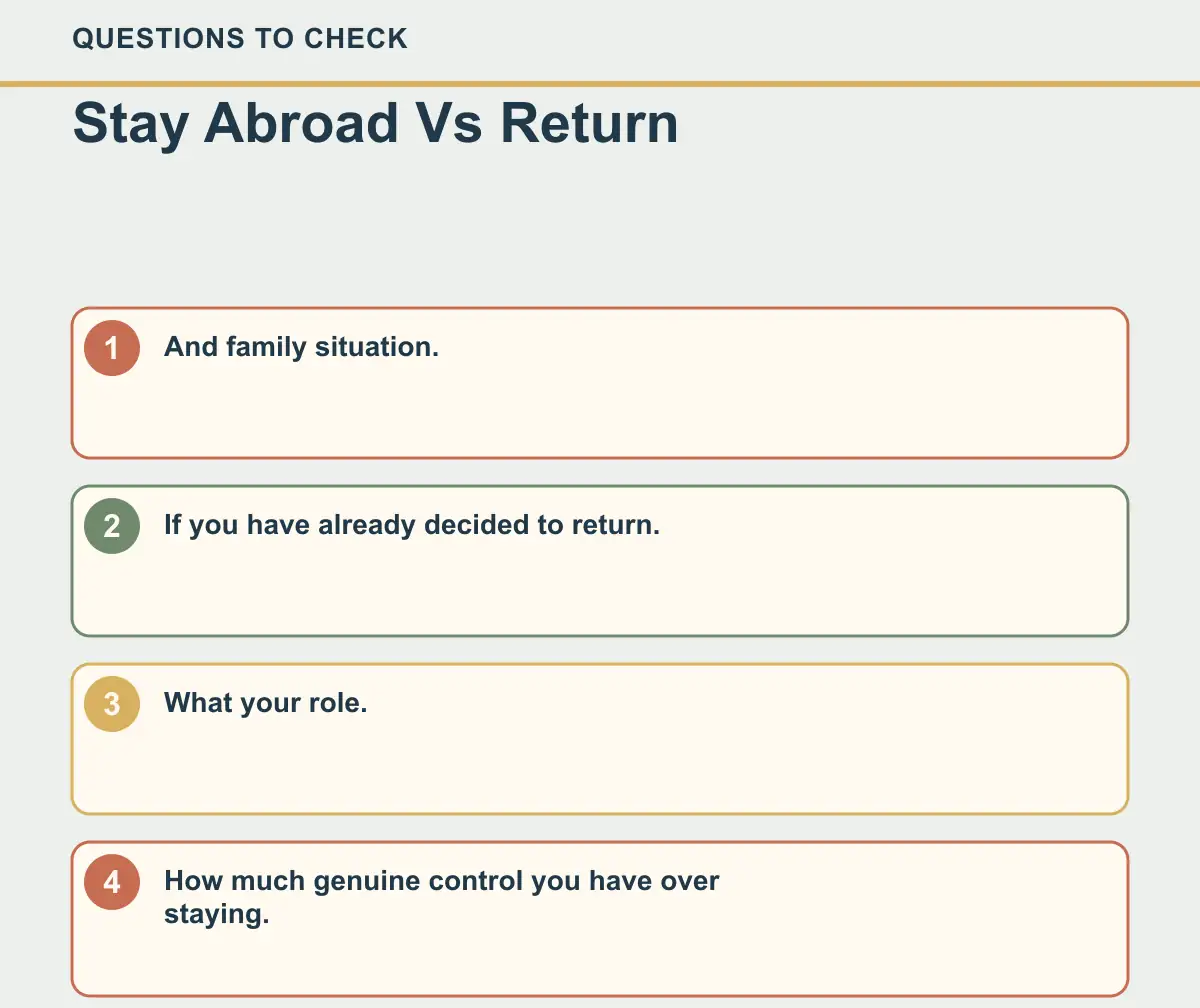 QUESTIONS TO CHECK
Stay Abroad Vs Return
1
And family situation.
2
If you have already decided to return.
3
What your role.
4
How much genuine control you have over
staying.